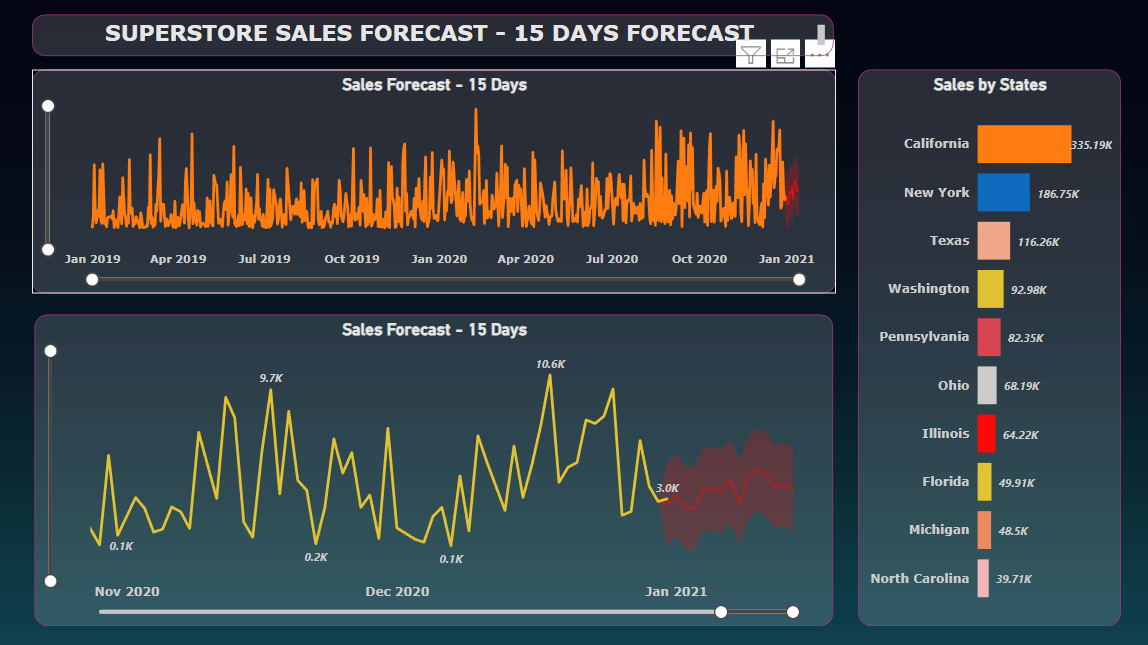 SUPERSTORE SALES FORECAST - 15 DAYS FORECAST
Sales Forecast - 15 Days
Jan 2019 Apr 2019 Jul 2019 Oct 2019 Jan 2020 Apr 2020 Jul 2020 Oct 2020 Jan 2021
Sales Forecast - 15 Days
10.6K
9.7K
3.0K
0.1K
0.2K
0.1K
Nov 2020 Dec 2020 Jan 2021
Sales by States
California 335.19K
New York 186.75K
Texas 116.26K
Washington 92.98K
Pennsylvania 82.35K
Ohio 68.19K
Illinois 64.22K
Florida 49.91K
Michigan 48.5K
North Carolina 39.71K